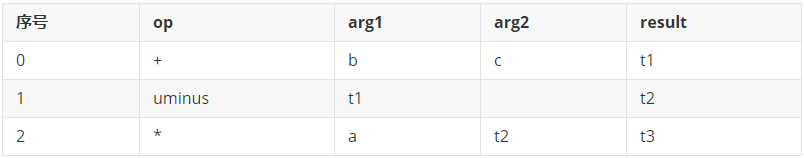 序号 op arg1 arg2 result
0 + b c t1
1 uminus t1 t2
2 * a t2 t3